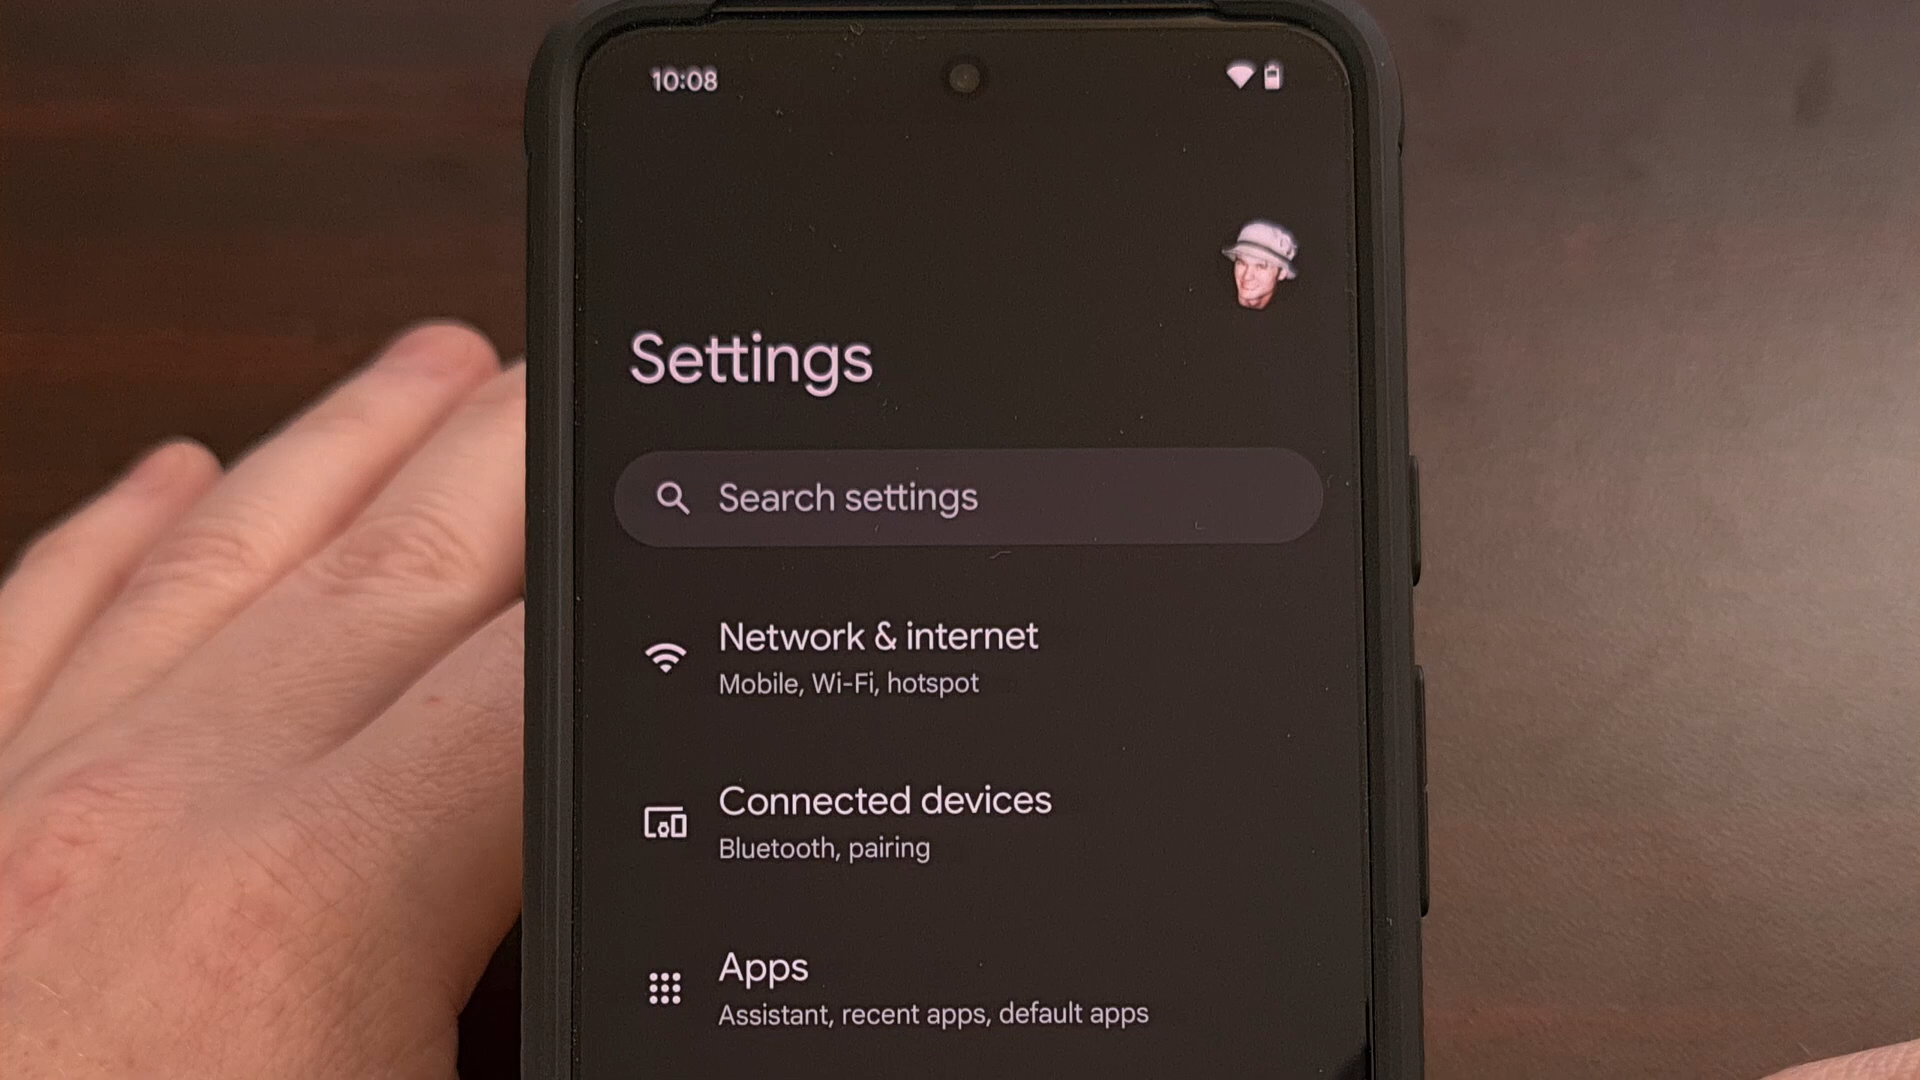 10:08
Settings
Search settings
Network & internet
Mobile, Wi-Fi, hotspot
Connected devices
Bluetooth, pairing
Apps
Assistant, recent apps, default apps